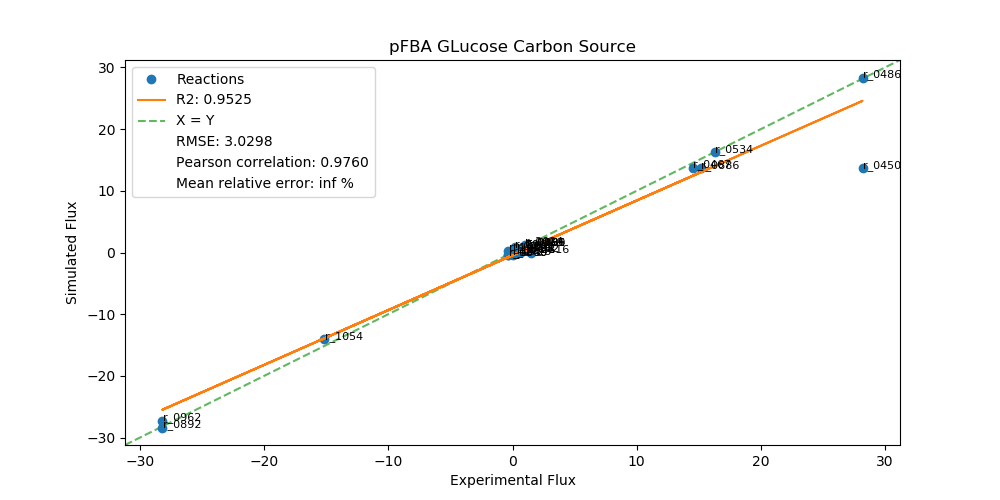 pFBA GLucose Carbon Source
Reactions
R2: 0.9525
X = Y
RMSE: 3.0298
Pearson correlation: 0.9760
Mean relative error: inf %
30
20
10
0
−10
−20
−30
Simulated Flux
r_0486
r_0534
r_0450
r_1054
r_0962
r_0892
−30
−20
−10
0
10
20
30
Experimental Flux